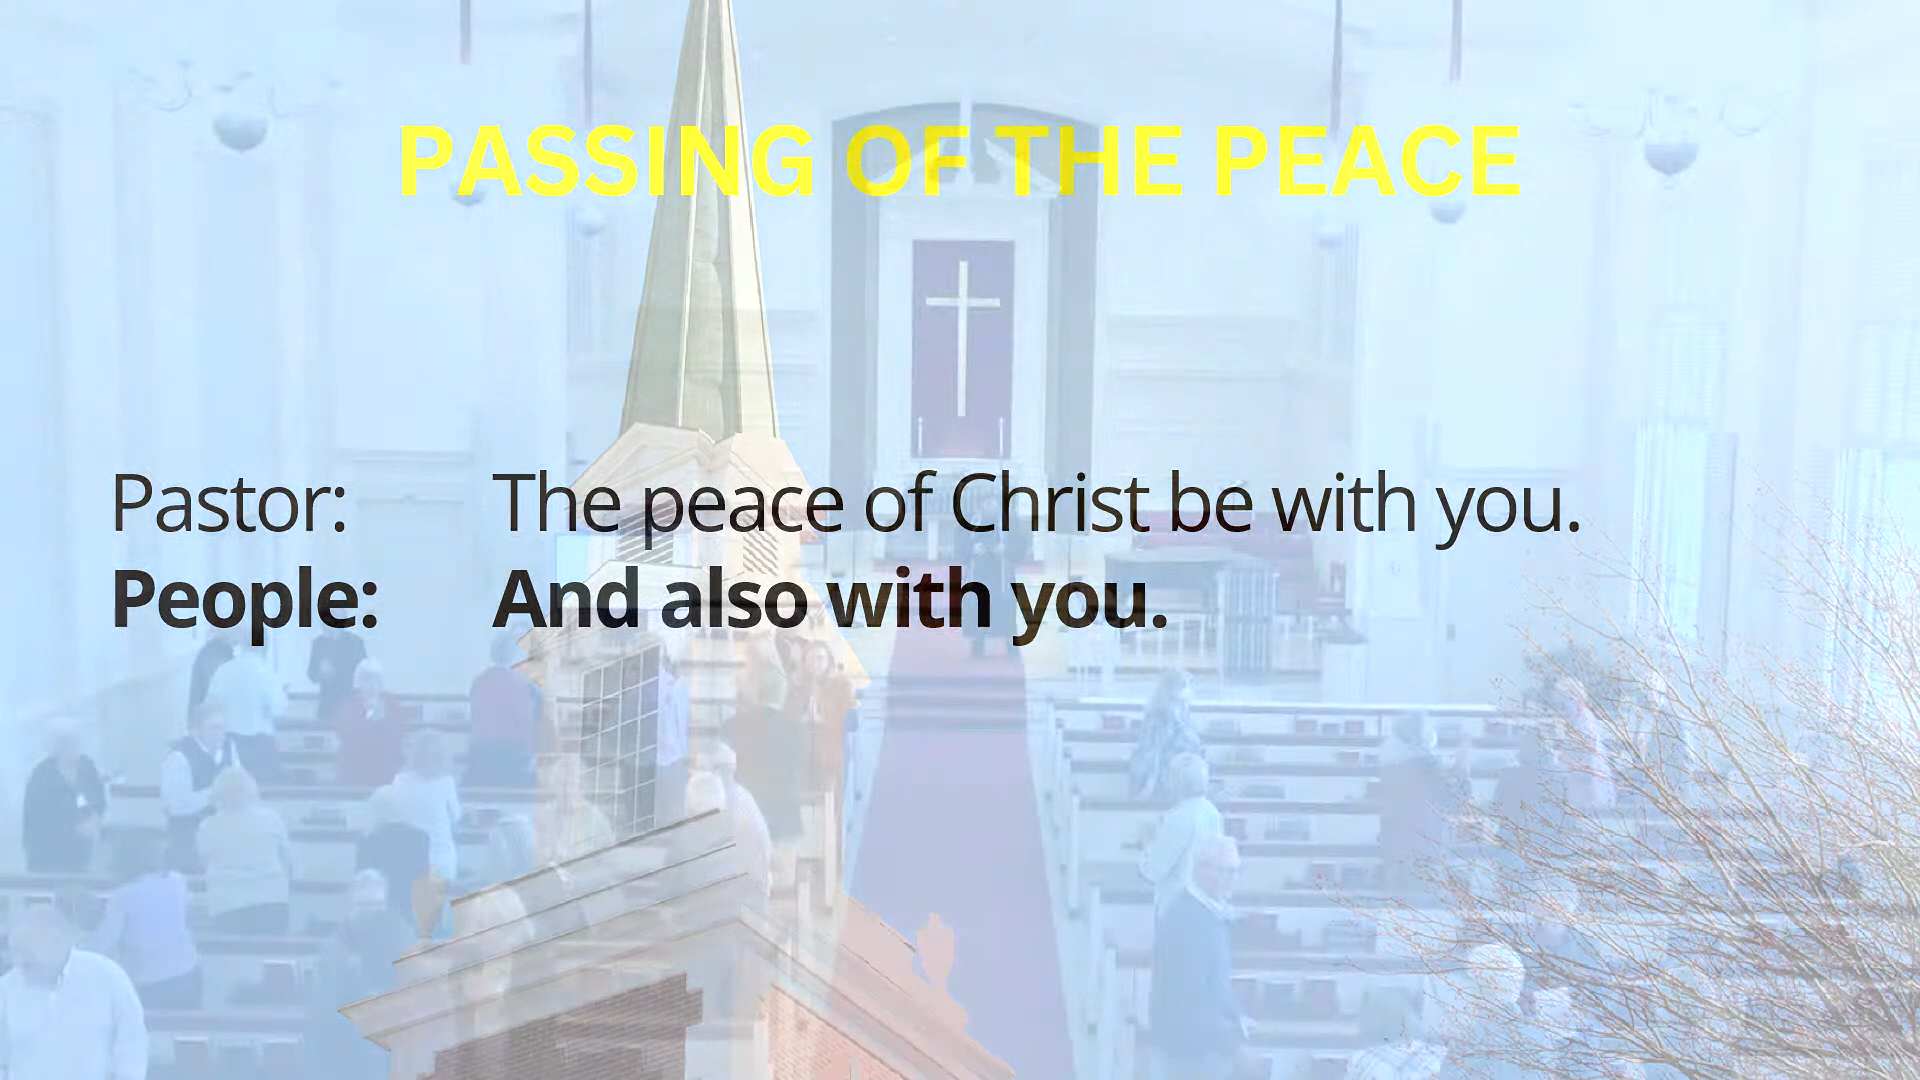 PASSING OF THE PEACE
Pastor: The peace of Christ be with you.
People: And also with you.